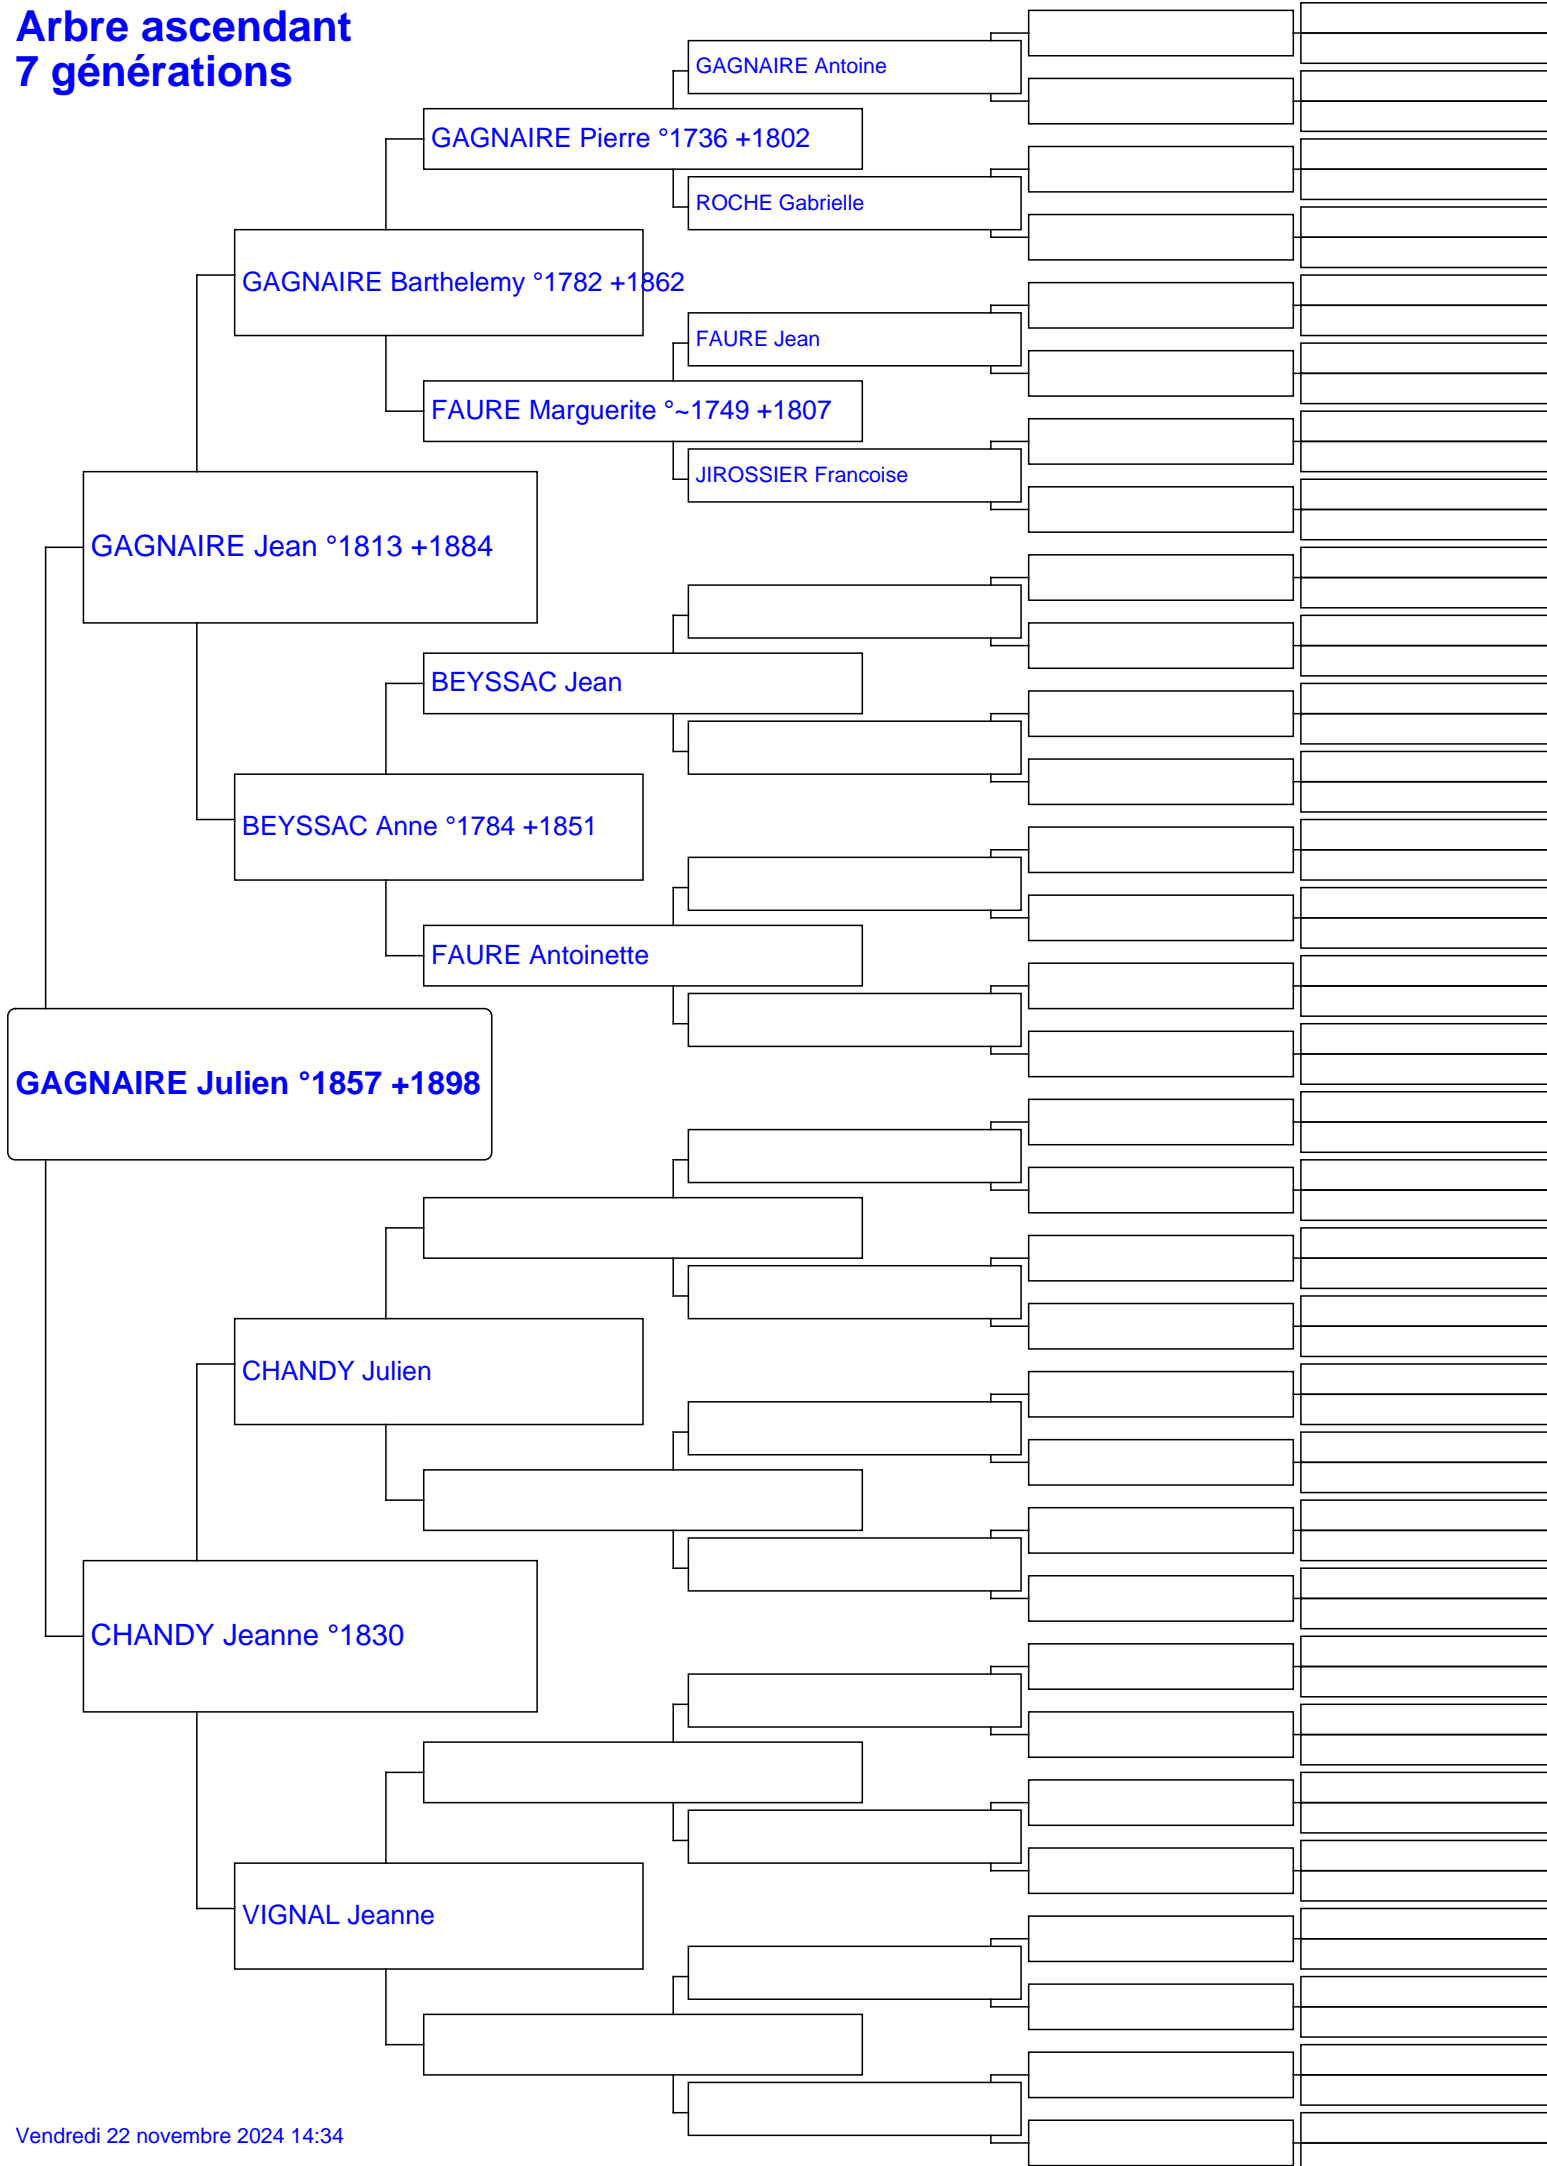 Arbre ascendant
7 générations
GAGNAIRE Antoine
GAGNAIRE Pierre °1736 +1802
ROCHE Gabrielle
GAGNAIRE Barthelemy °1782 +1862
FAURE Jean
FAURE Marguerite °~1749 +1807
JIROSSIER Francoise
GAGNAIRE Jean °1813 +1884
BEYSSAC Jean
BEYSSAC Anne °1784 +1851
FAURE Antoinette
GAGNAIRE Julien °1857 +1898
CHANDY Julien
CHANDY Jeanne °1830
VIGNAL Jeanne
Vendredi 22 novembre 2024 14:34